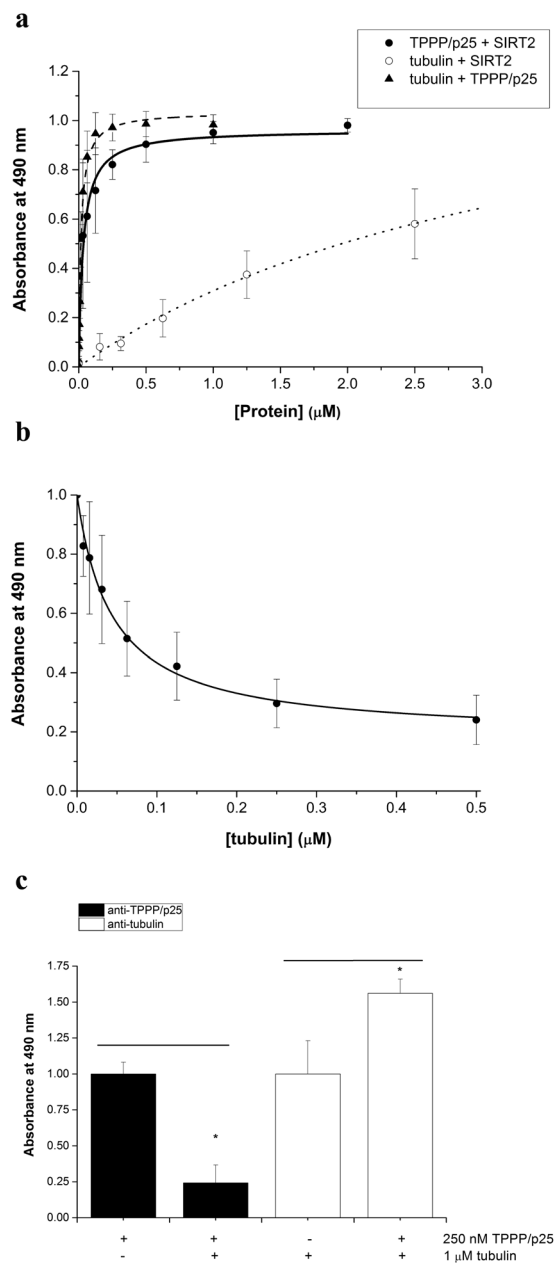 a
TPPP/p25 + SIRT2
tubulin + SIRT2
tubulin + TPPP/p25
1.2
1.0
0.8
0.6
0.4
0.2
0.0
Absorbance at 490 nm
0.0 0.5 1.0 1.5 2.0 2.5 3.0
[Protein] (μM)
b
1.0
0.8
0.6
0.4
0.2
0.0
Absorbance at 490 nm
0.0 0.1 0.2 0.3 0.4 0.5
[tubulin] (μM)
c
anti-TPPP/p25
anti-tubulin
1.75
1.50
1.25
1.00
0.75
0.50
0.25
0.00
Absorbance at 490 nm
* *
+ + - + 250 nM TPPP/p25
- + + + 1 μM tubulin